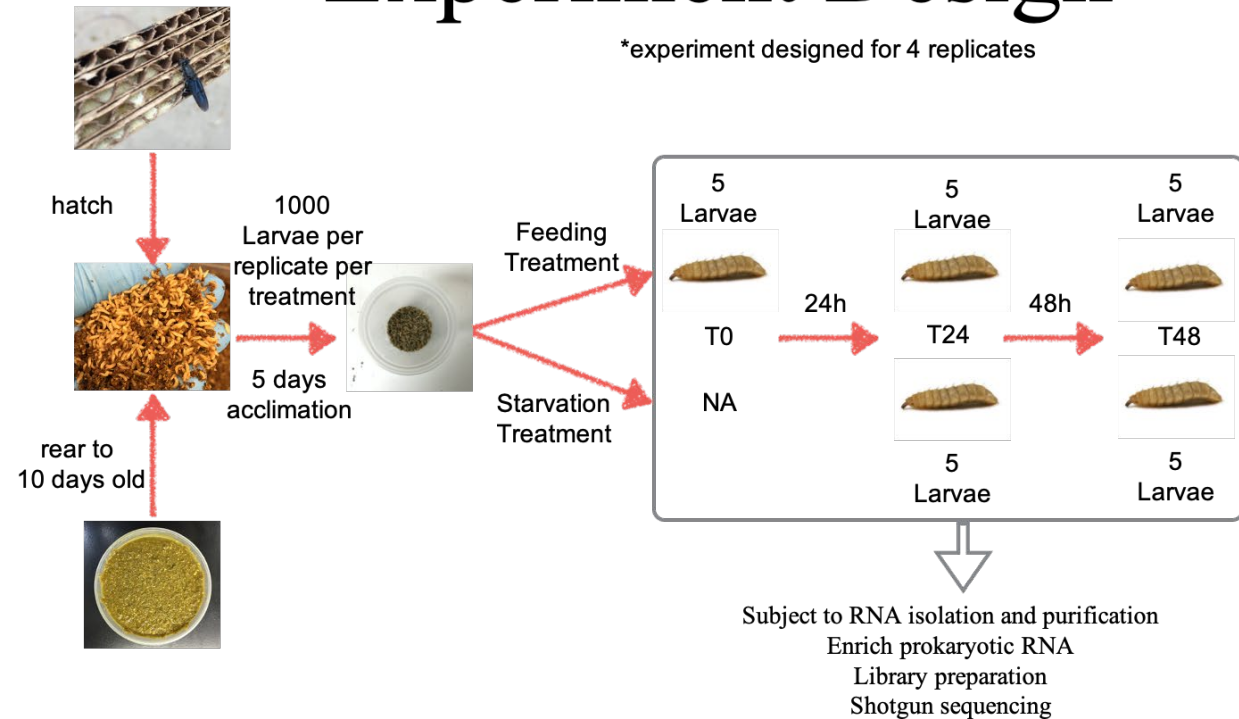 Experiment Design
*experiment designed for 4 replicates
hatch
1000
Larvae per
replicate per
treatment
5 days
acclimation
rear to
10 days old
Feeding
Treatment
Starvation
Treatment
5
Larvae
T0
NA
24h
5
Larvae
T24
5
Larvae
48h
5
Larvae
T48
5
Larvae
Subject to RNA isolation and purification
Enrich prokaryotic RNA
Library preparation
Shotgun sequencing